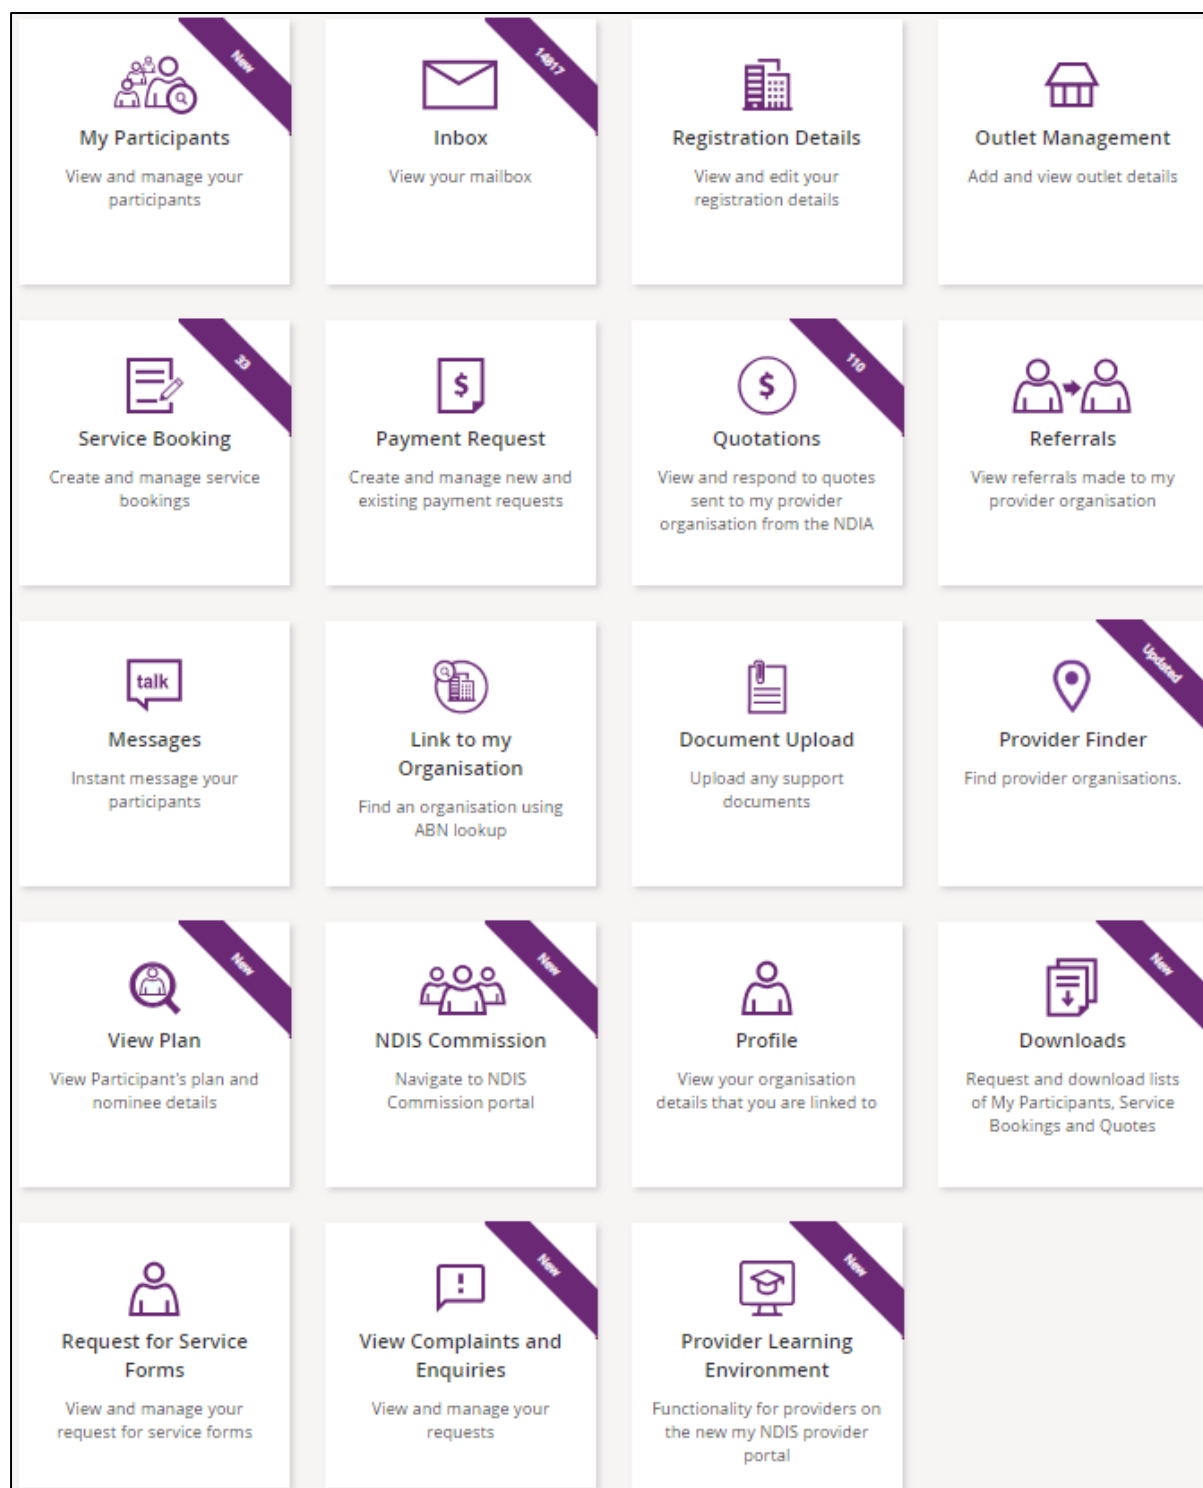 New
My Participants
View and manage your
participants
14817
Inbox
View your mailbox
Registration Details
View and edit your
registration details
Outlet Management
Add and view outlet details
33
Service Booking
Create and manage service
bookings
$
Payment Request
Create and manage new and
existing payment requests
110
$
Quotations
View and respond to quotes
sent to my provider
organisation from the NDIA
Referrals
View referrals made to my
provider organisation
talk
Messages
Instant message your
participants
Link to my
Organisation
Find an organisation using
ABN lookup
Document Upload
Upload any support
documents
Updated
Provider Finder
Find provider organisations.
New
View Plan
View Participant's plan and
nominee details
New
NDIS Commission
Navigate to NDIS
Commission portal
Profile
View your organisation
details that you are linked to
New
Downloads
Request and download lists
of My Participants, Service
Bookings and Quotes
Request for Service
Forms
View and manage your
request for service forms
New
!
View Complaints and
Enquiries
View and manage your
requests
New
Provider Learning
Environment
Functionality for providers on
the new my NDIS provider
portal